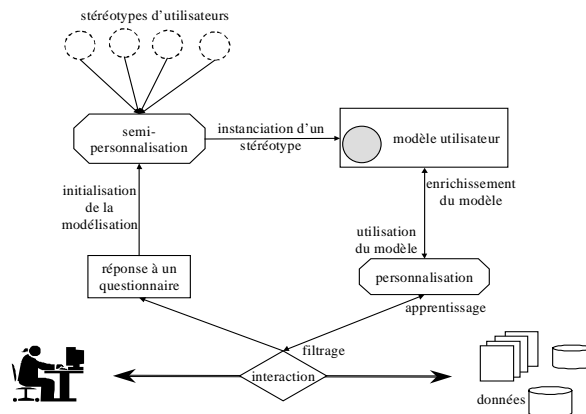 stéréotypes d'utilisateurs
semi-
personnalisation
instanciation d'un
stéréotype
modèle utilisateur
initialisation
de la
modélisation
enrichissement
du modèle
utilisation
du modèle
réponse à un
questionnaire
personnalisation
apprentissage
filtrage
interaction
données